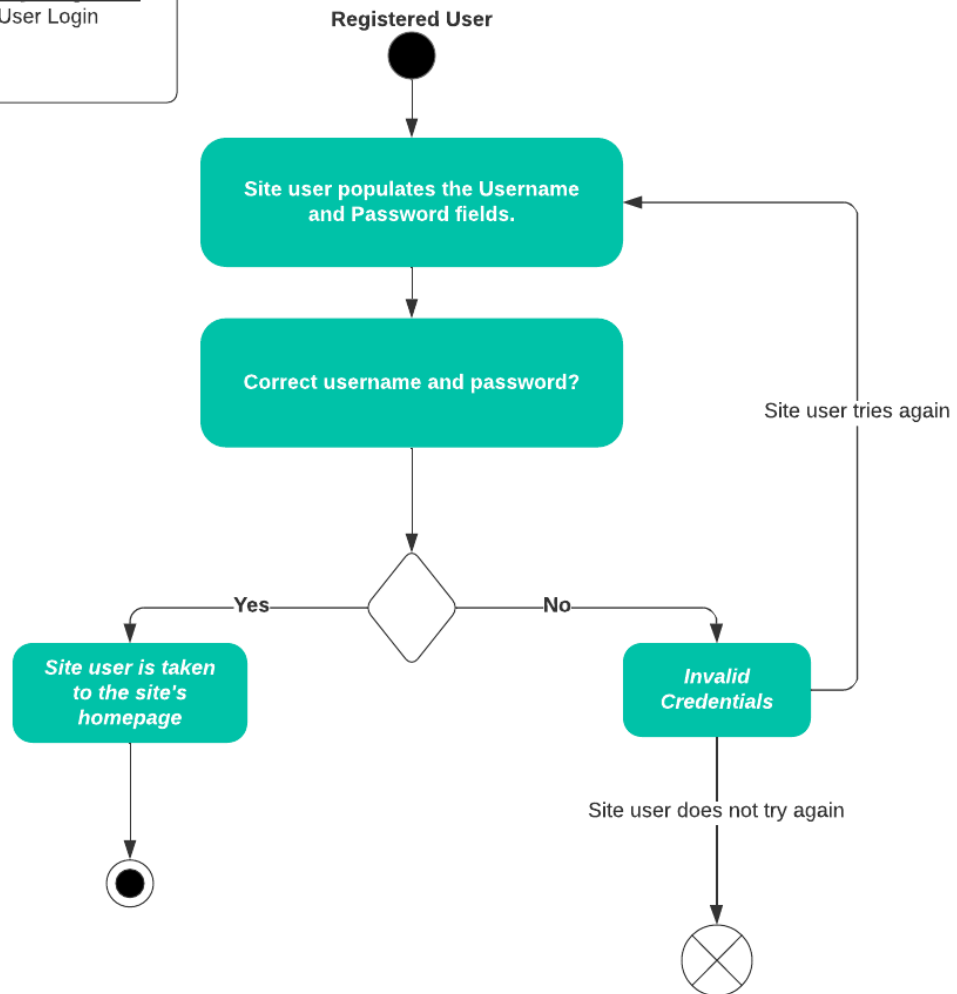 User Login
Registered User
Site user populates the Username
and Password fields.
Correct username and password?
Site user tries again
Yes
No
Site user is taken
to the site's
homepage
Invalid
Credentials
Site user does not try again